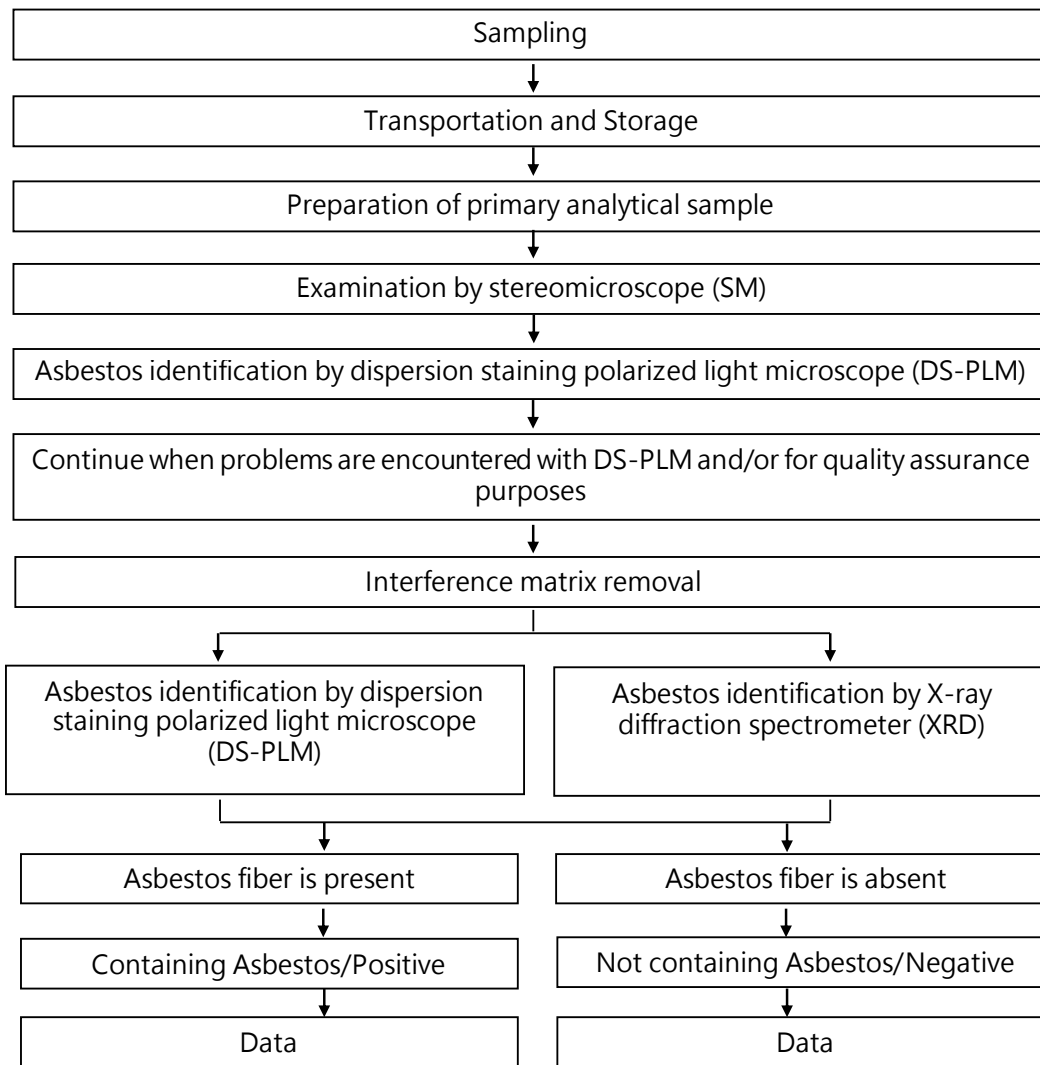 Sampling
Transportation and Storage
Preparation of primary analytical sample
Examination by stereomicroscope (SM)
Asbestos identification by dispersion staining polarized light microscope (DS-PLM)
Continue when problems are encountered with DS-PLM and/or for quality assurance
purposes
Interference matrix removal
Asbestos identification by dispersion
staining polarized light microscope
(DS-PLM)
Asbestos identification by X-ray
diffraction spectrometer (XRD)
Asbestos fiber is present
Asbestos fiber is absent
Containing Asbestos/Positive
Not containing Asbestos/Negative
Data
Data